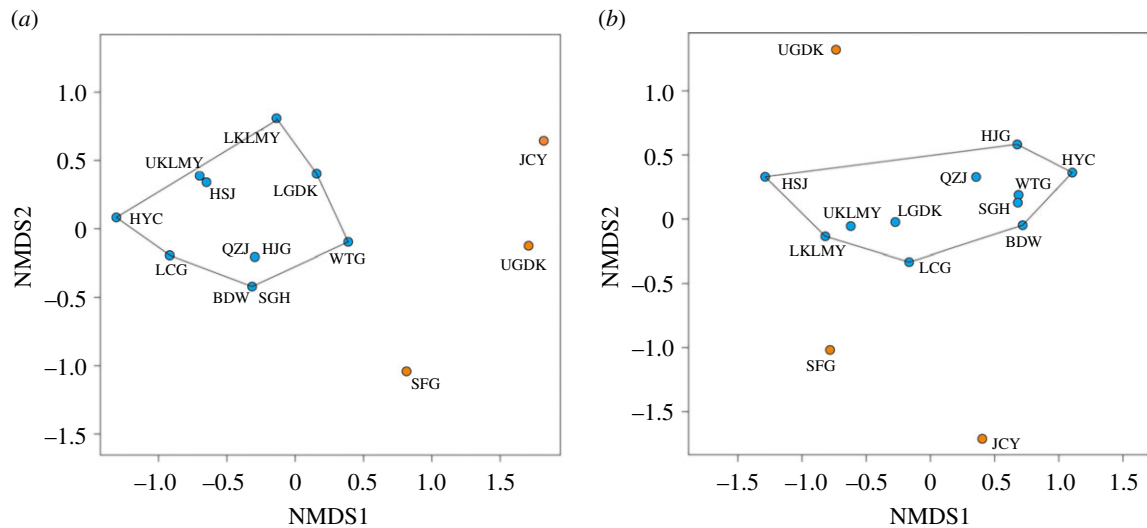 (a)
NMDS2
1.0
0.5
0
−0.5
−1.0
−1.5
LKLMY
UKLMY
HSJ
LGDK
HYC
QZJ HJG
LCG
WTG
BDW SGH
JCY
UGDK
SFG
−1.0 −0.5 0 0.5 1.0 1.5
NMDS1
(b)
NMDS2
1.0
0.5
0
−0.5
−1.0
−1.5
UGDK
HJG
HYC
HSJ
QZJ
WTG
UKLMY
LGDK
SGH
LKLMY
BDW
LCG
SFG
JCY
−1.5 −1.0 −0.5 0 0.5 1.0 1.5
NMDS1